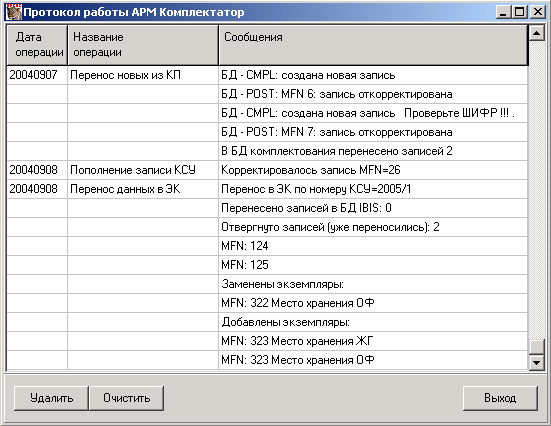 Протокол работы АРМ Комплектатор
Дата операции Название операции Сообщения
20040907 Перенос новых из КП БД - CMPL: создана новая запись
БД - POST: MFN 6: запись откорректирована
БД - CMPL: создана новая запись Проверьте ШИФР !!! .
БД - POST: MFN 7: запись откорректирована
В БД комплектования перенесено записей 2
20040908 Пополнение записи КСУ Корректировалось запись MFN=26
20040908 Перенос данных в ЭК Перенос в ЭК по номеру КСУ=2005/1
Перенесено записей в БД IBIS: 0
Отвергнуто записей (уже переносились): 2
MFN: 124
MFN: 125
Заменены экземпляры:
MFN: 322 Место хранения ОФ
Добавлены экземпляры:
MFN: 323 Место хранения ЖГ
MFN: 323 Место хранения ОФ
Удалить Очистить Выход